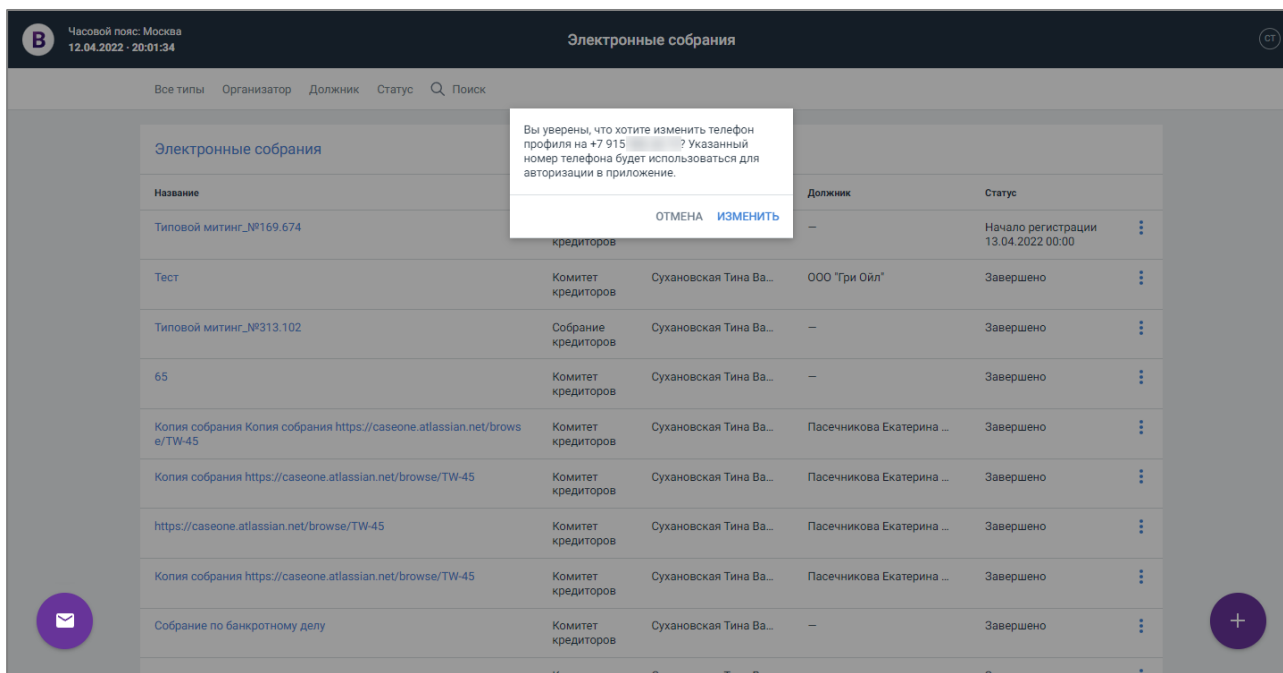 B
Часовой пояс: Москва
12.04.2022 · 20:01:34
Электронные собрания
СТ
Все типы Организатор Должник Статус Поиск
Вы уверены, что хотите изменить телефон
профиля на +7 915 ? Указанный
номер телефона будет использоваться для
авторизации в приложение.
ОТМЕНА ИЗМЕНИТЬ
Электронные собрания
Название Должник Статус
Типовой митинг_№169.674 — Начало регистрации
кредиторов 13.04.2022 00:00
Тест Комитет Сухановская Тина Ва... ООО "Гри Ойл" Завершено
кредиторов
Типовой митинг_№313.102 Собрание Сухановская Тина Ва... — Завершено
кредиторов
65 Комитет Сухановская Тина Ва... — Завершено
кредиторов
Копия собрания Копия собрания https://caseone.atlassian.net/brows Комитет Сухановская Тина Ва... Пасечникова Екатерина ... Завершено
e/TW-45 кредиторов
Копия собрания https://caseone.atlassian.net/browse/TW-45 Комитет Сухановская Тина Ва... Пасечникова Екатерина ... Завершено
кредиторов
https://caseone.atlassian.net/browse/TW-45 Комитет Сухановская Тина Ва... Пасечникова Екатерина ... Завершено
кредиторов
Копия собрания https://caseone.atlassian.net/browse/TW-45 Комитет Сухановская Тина Ва... Пасечникова Екатерина ... Завершено
кредиторов
Собрание по банкротному делу Комитет Сухановская Тина Ва... — Завершено
кредиторов